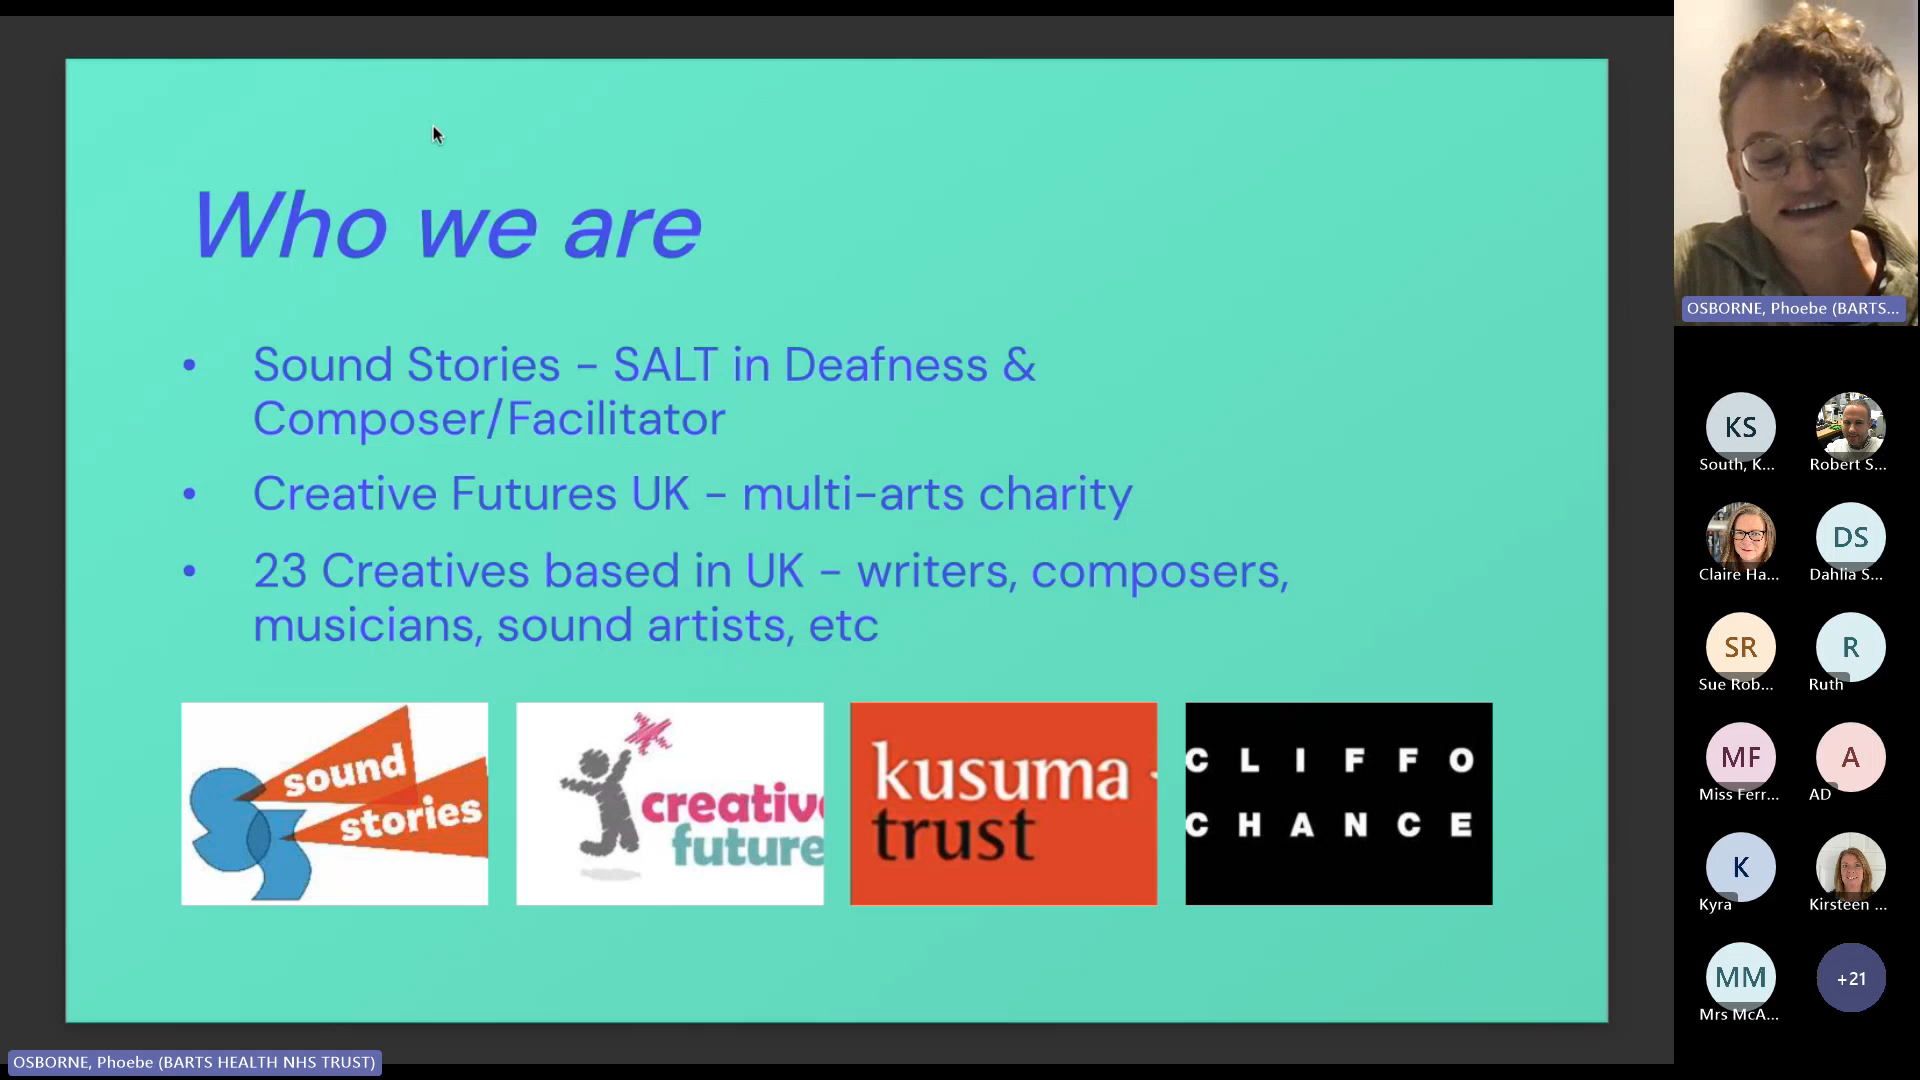 Who we are
• Sound Stories - SALT in Deafness &
Composer/Facilitator
• Creative Futures UK - multi-arts charity
• 23 Creatives based in UK - writers, composers,
musicians, sound artists, etc
sound
stories
creativ
future
kusuma
trust
CLIFFO
CHANCE
OSBORNE, Phoebe (BARTS HEALTH NHS TRUST)
OSBORNE, Phoebe (BARTS...
KS
South, K...
Robert S...
Claire Ha...
DS
Dahlia S...
SR
Sue Rob...
R
Ruth
MF
Miss Ferr...
A
AD
K
Kyra
Kirsteen ...
MM
Mrs McA...
+21